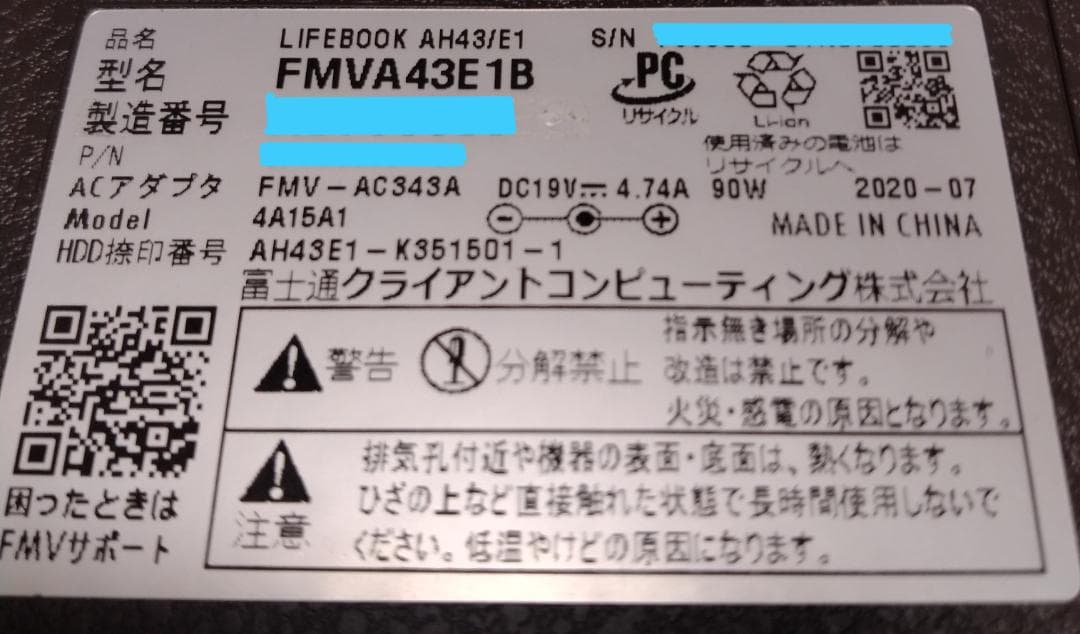 品名 LIFEBOOK AH43/E1 S/N
型名 FMVA43E1B
PC
リサイクル
Li-ion
使用済みの電池は
リサイクルへ
製造番号
P/N
ACアダプタ FMV-AC343A DC19V 4.74A 90W 2020-07
Model 4A15A1 MADE IN CHINA
HDD捺印番号 AH43E1-K351501-1
富士通クライアントコンピューティング株式会社
警告 分解禁止
指示無き場所の分解や
改造は禁止です。
火災・感電の原因となります。
注意
排気孔付近や機器の表面・底面は、熱くなります。
ひざの上など直接触れた状態で長時間使用しないで
ください。低温やけどの原因になります。
困ったときは
FMVサポート